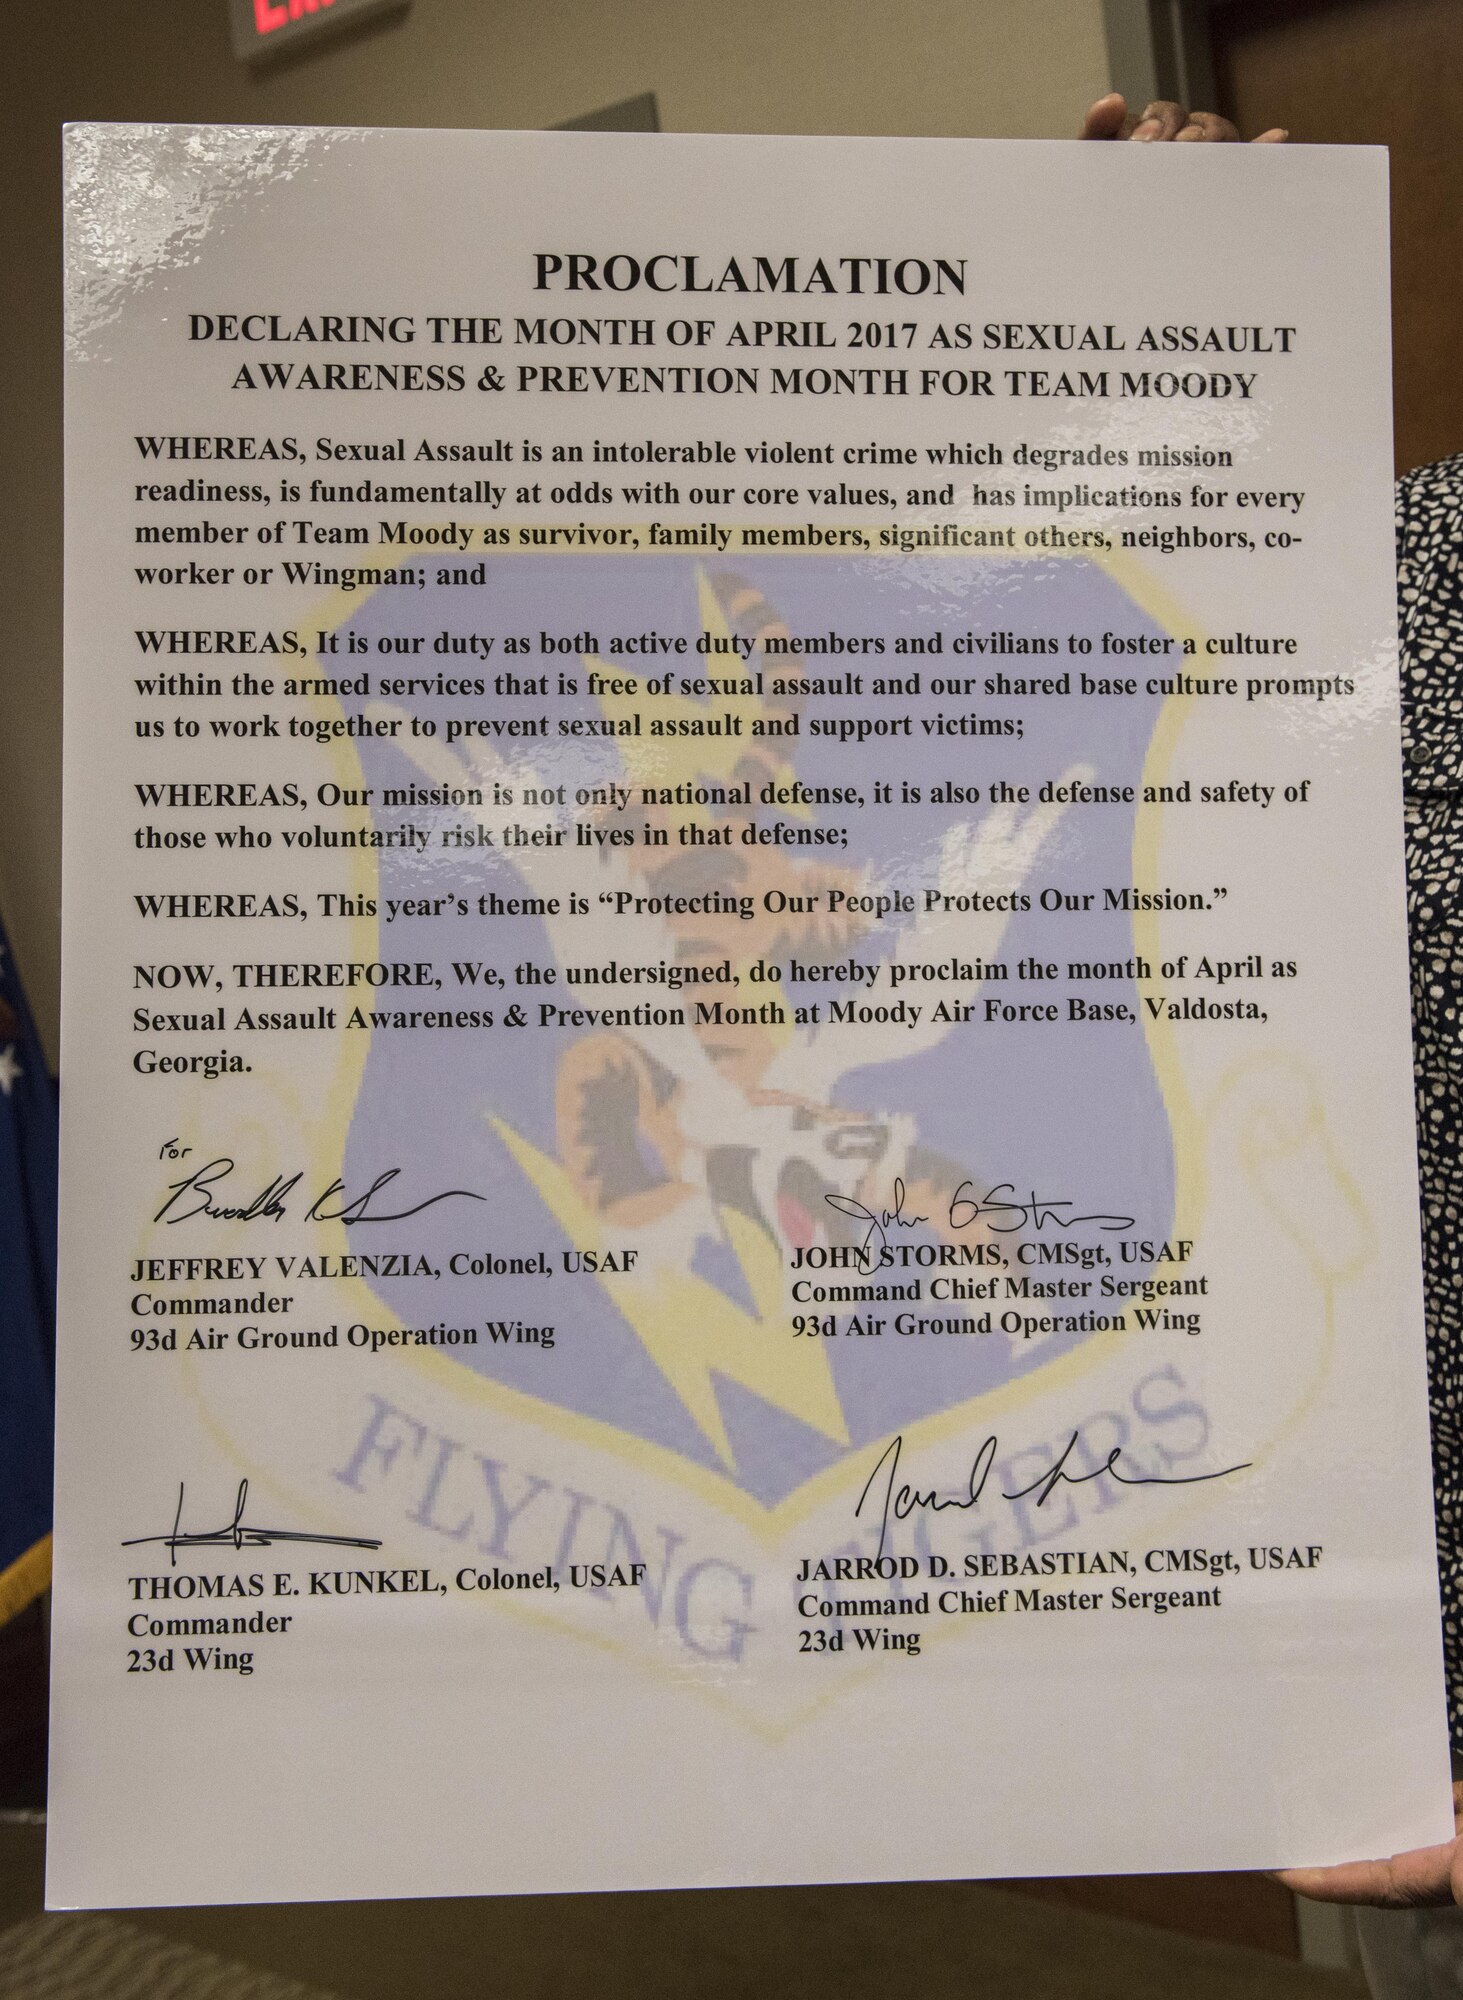 PROCLAMATION
DECLARING THE MONTH OF APRIL 2017 AS SEXUAL ASSAULT
AWARENESS & PREVENTION MONTH FOR TEAM MOODY
WHEREAS, Sexual Assault is an intolerable violent crime which degrades mission
readiness, is fundamentally at odds with our core values, and has implications for every
member of Team Moody as survivor, family members, significant others, neighbors, co-
worker or Wingman; and
WHEREAS, It is our duty as both active duty members and civilians to foster a culture
within the armed services that is free of sexual assault and our shared base culture prompts
us to work together to prevent sexual assault and support victims;
WHEREAS, Our mission is not only national defense, it is also the defense and safety of
those who voluntarily risk their lives in that defense;
WHEREAS, This year’s theme is “Protecting Our People Protects Our Mission.”
NOW, THEREFORE, We, the undersigned, do hereby proclaim the month of April as
Sexual Assault Awareness & Prevention Month at Moody Air Force Base, Valdosta,
Georgia.
For
JEFFREY VALENZIA, Colonel, USAF
Commander
93d Air Ground Operation Wing
John G Storms
JOHN STORMS, CMSgt, USAF
Command Chief Master Sergeant
93d Air Ground Operation Wing
THOMAS E. KUNKEL, Colonel, USAF
Commander
23d Wing
JARROD D. SEBASTIAN, CMSgt, USAF
Command Chief Master Sergeant
23d Wing
FLYING TIGERS